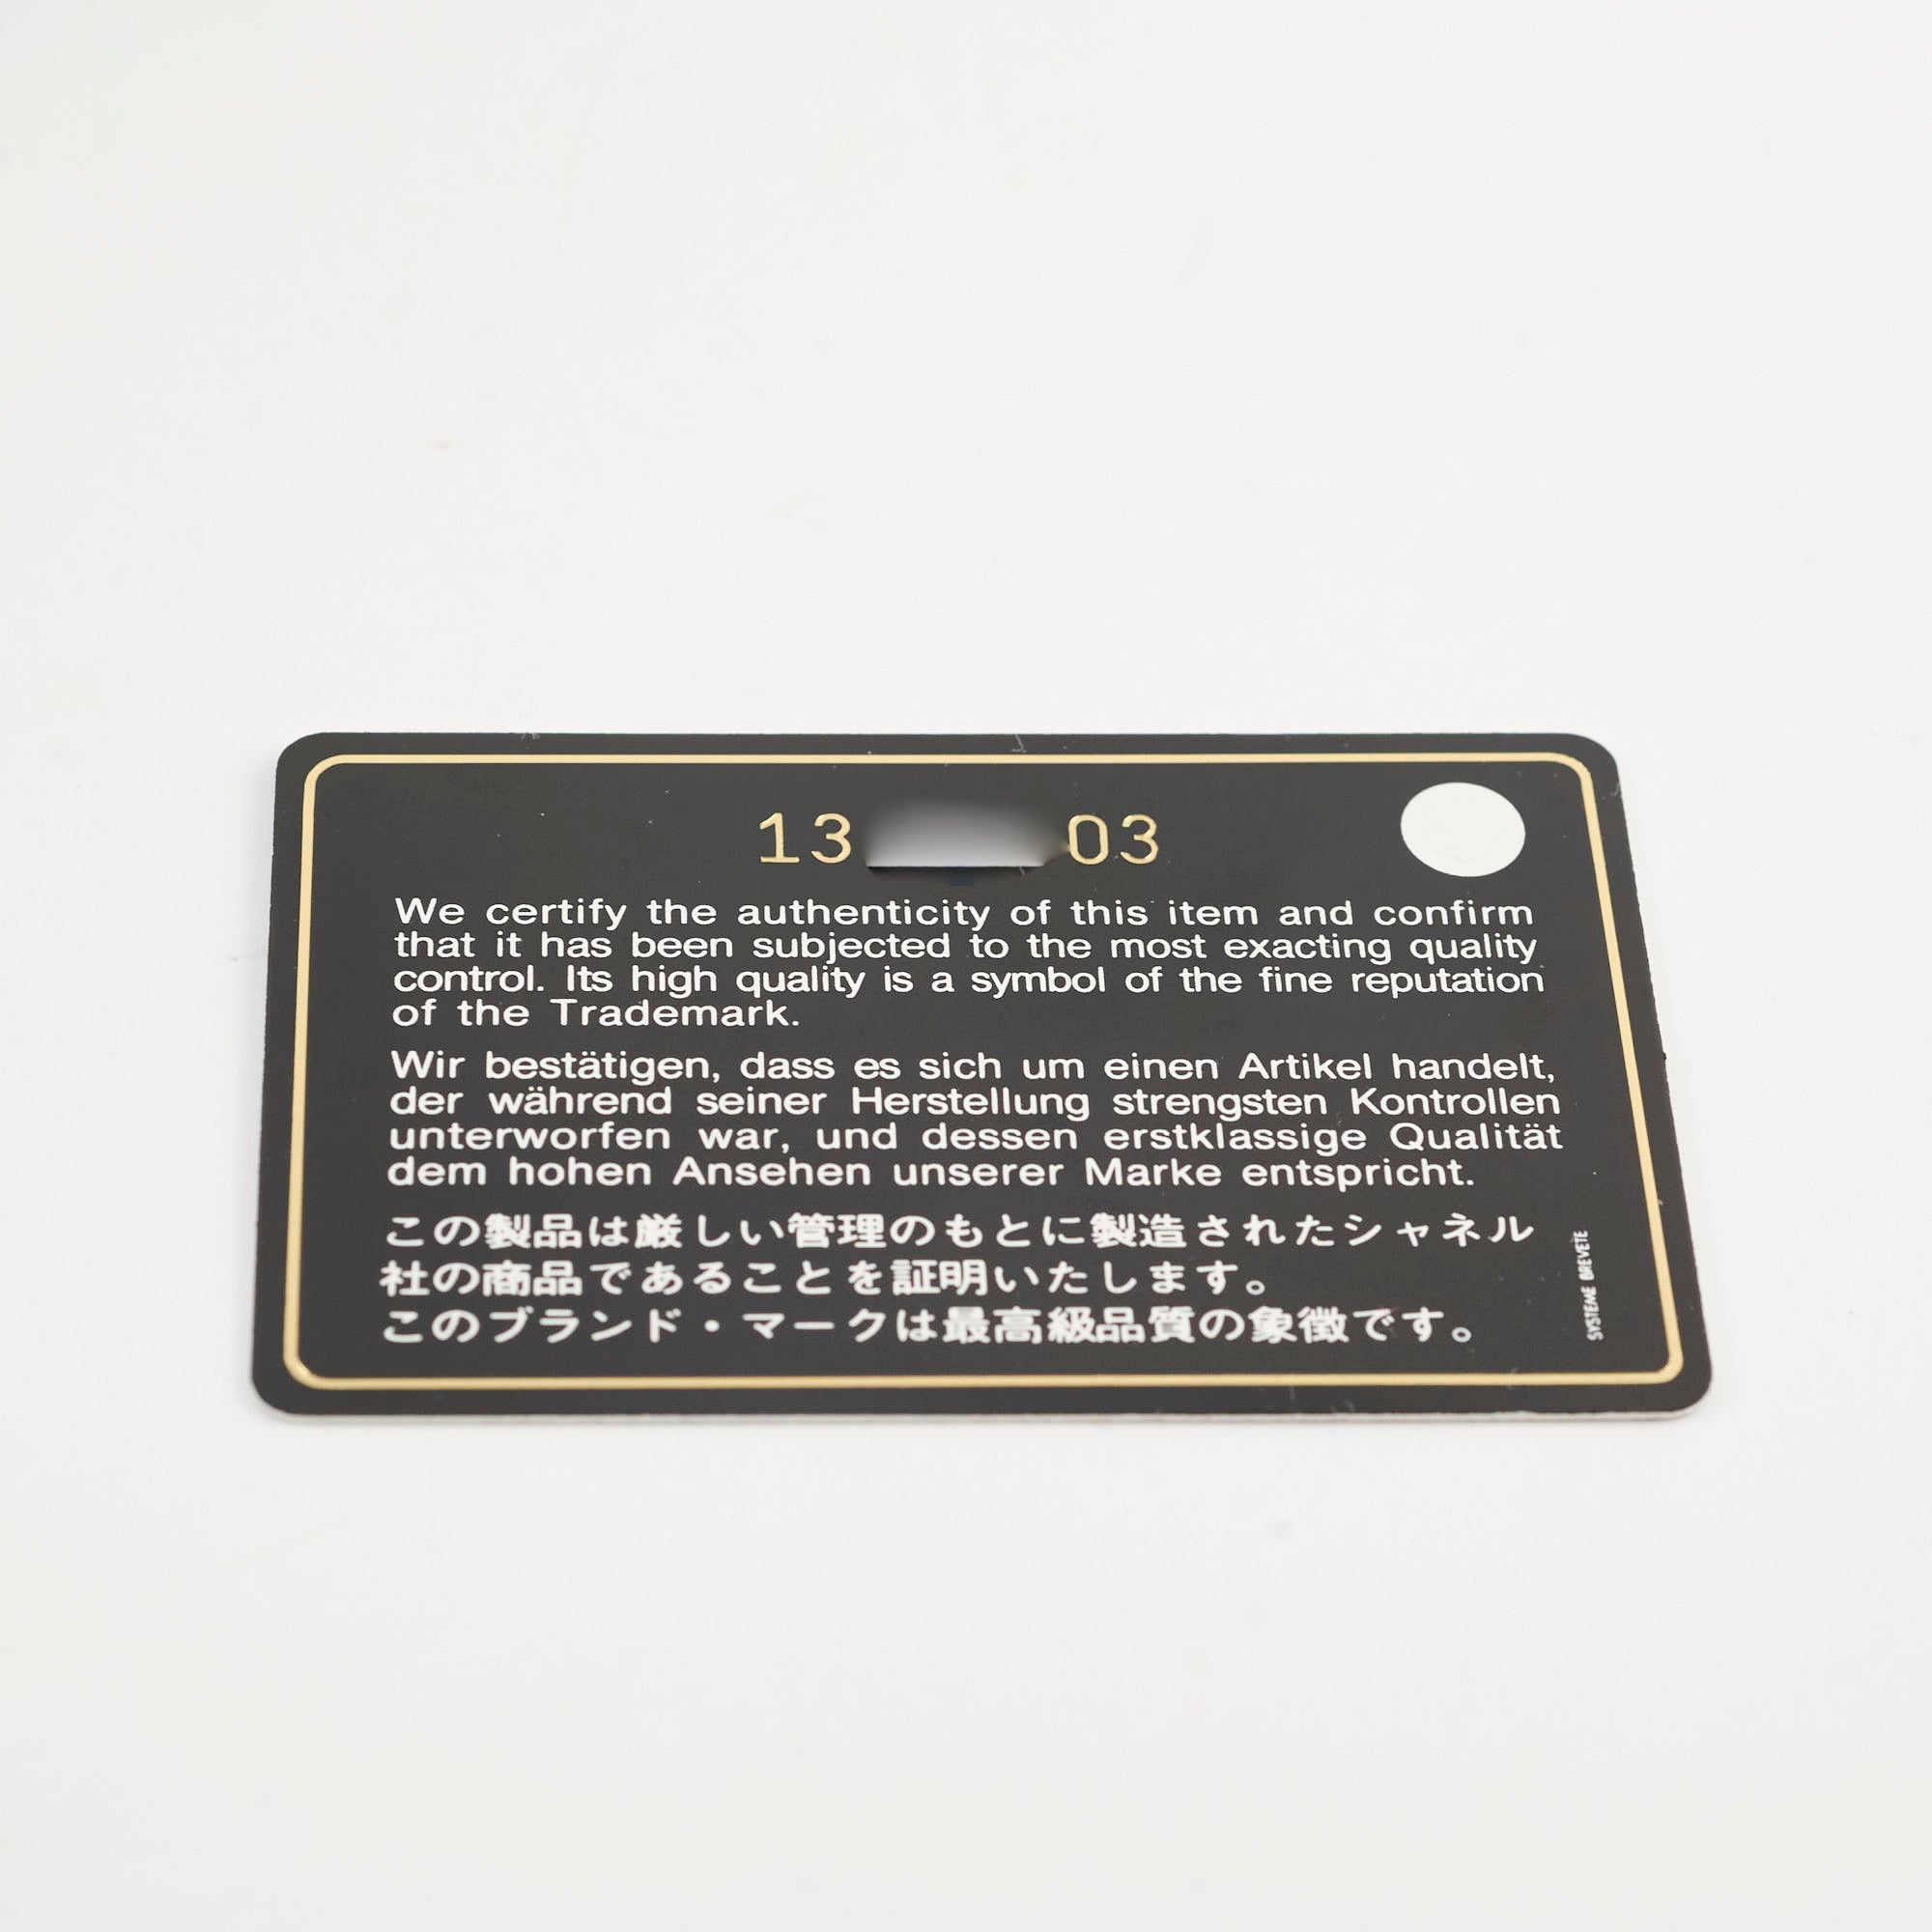 13 03
We certify the authenticity of this item and confirm
that it has been subjected to the most exacting quality
control. Its high quality is a symbol of the fine reputation
of the Trademark.
Wir bestätigen, dass es sich um einen Artikel handelt,
der während seiner Herstellung strengsten Kontrollen
unterworfen war, und dessen erstklassige Qualität
dem hohen Ansehen unserer Marke entspricht.
この製品は厳しい管理のもとに製造されたシャネル
社の商品であることを証明いたします。
このブランド・マークは最高級品質の象徴です。
SYSTEME BREVETE